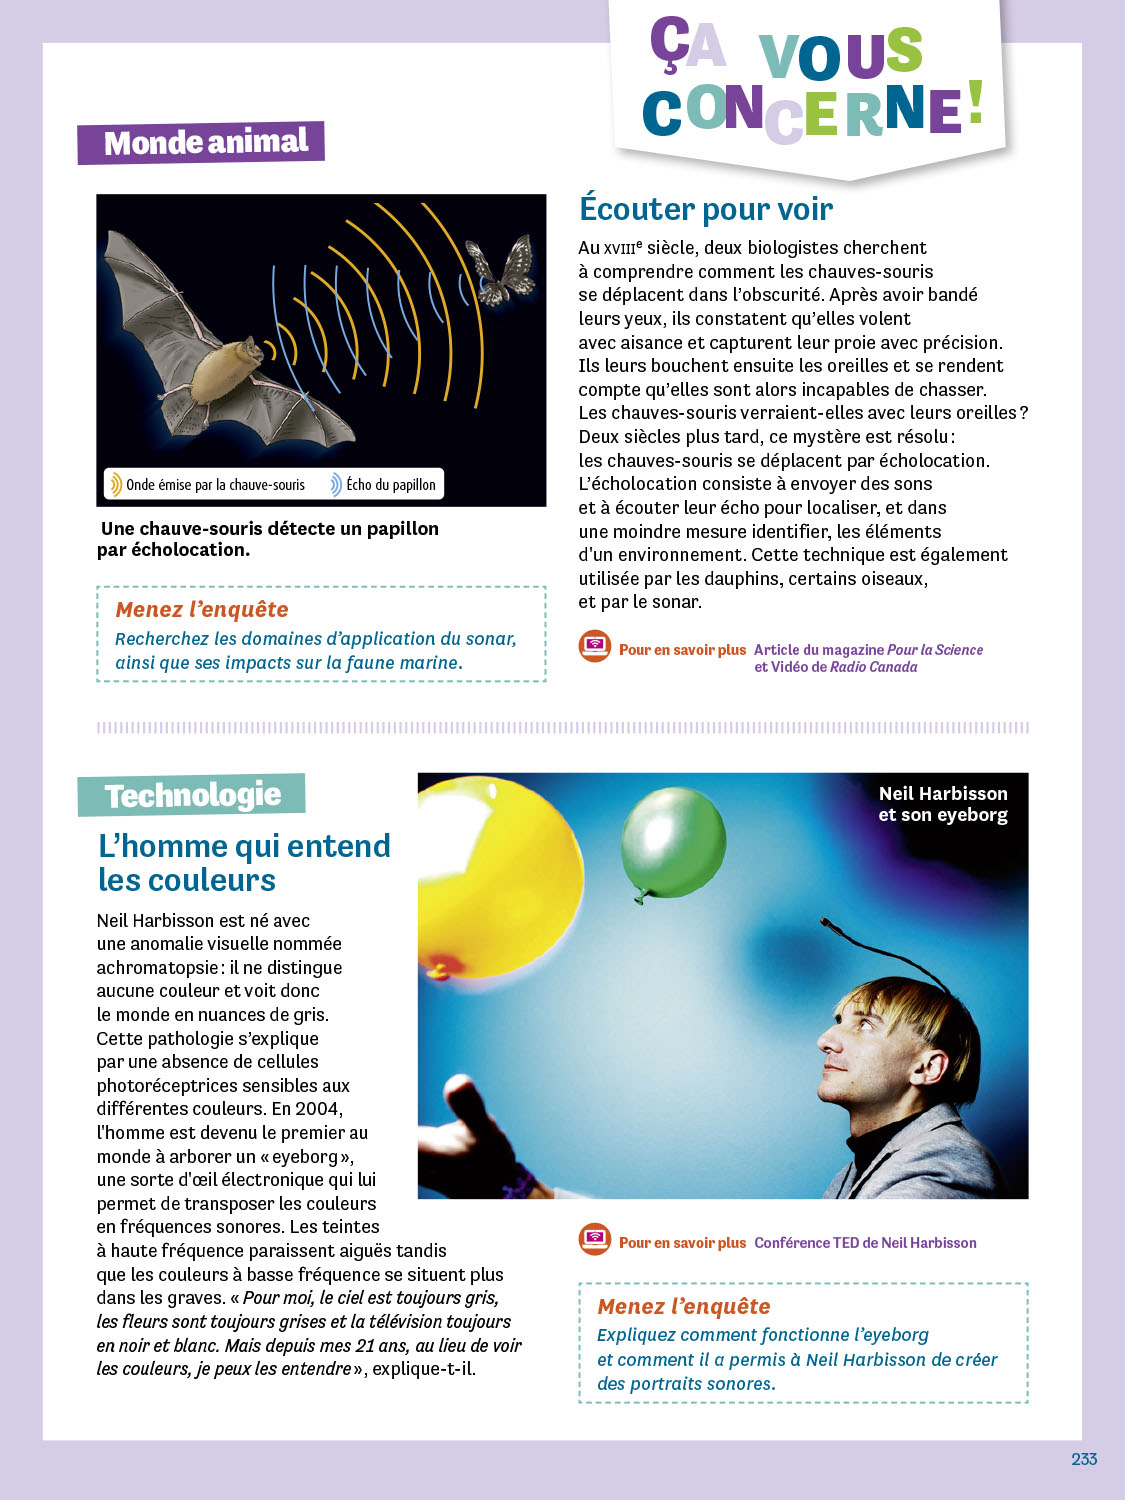 ÇA VOUS
CONCERNE!
Monde animal
Onde émise par la chauve-souris
Écho du papillon
Une chauve-souris détecte un papillon
par écholocation.
Menez l’enquête
Recherchez les domaines d’application du sonar,
ainsi que ses impacts sur la faune marine.
Écouter pour voir
Au XVIIIe siècle, deux biologistes cherchent
à comprendre comment les chauves-souris
se déplacent dans l’obscurité. Après avoir bandé
leurs yeux, ils constatent qu’elles volent
avec aisance et capturent leur proie avec précision.
Ils leurs bouchent ensuite les oreilles et se rendent
compte qu’elles sont alors incapables de chasser.
Les chauves-souris verraient-elles avec leurs oreilles ?
Deux siècles plus tard, ce mystère est résolu :
les chauves-souris se déplacent par écholocation.
L’écholocation consiste à envoyer des sons
et à écouter leur écho pour localiser, et dans
une moindre mesure identifier, les éléments
d'un environnement. Cette technique est également
utilisée par les dauphins, certains oiseaux,
et par le sonar.
Pour en savoir plus Article du magazine Pour la Science
et Vidéo de Radio Canada
Technologie
L’homme qui entend
les couleurs
Neil Harbisson est né avec
une anomalie visuelle nommée
achromatopsie : il ne distingue
aucune couleur et voit donc
le monde en nuances de gris.
Cette pathologie s’explique
par une absence de cellules
photoréceptrices sensibles aux
différentes couleurs. En 2004,
l'homme est devenu le premier au
monde à arborer un « eyeborg »,
une sorte d'œil électronique qui lui
permet de transposer les couleurs
en fréquences sonores. Les teintes
à haute fréquence paraissent aiguës tandis
que les couleurs à basse fréquence se situent plus
dans les graves. « Pour moi, le ciel est toujours gris,
les fleurs sont toujours grises et la télévision toujours
en noir et blanc. Mais depuis mes 21 ans, au lieu de voir
les couleurs, je peux les entendre », explique-t-il.
Neil Harbisson
et son eyeborg
Pour en savoir plus Conférence TED de Neil Harbisson
Menez l’enquête
Expliquez comment fonctionne l’eyeborg
et comment il a permis à Neil Harbisson de créer
des portraits sonores.
233